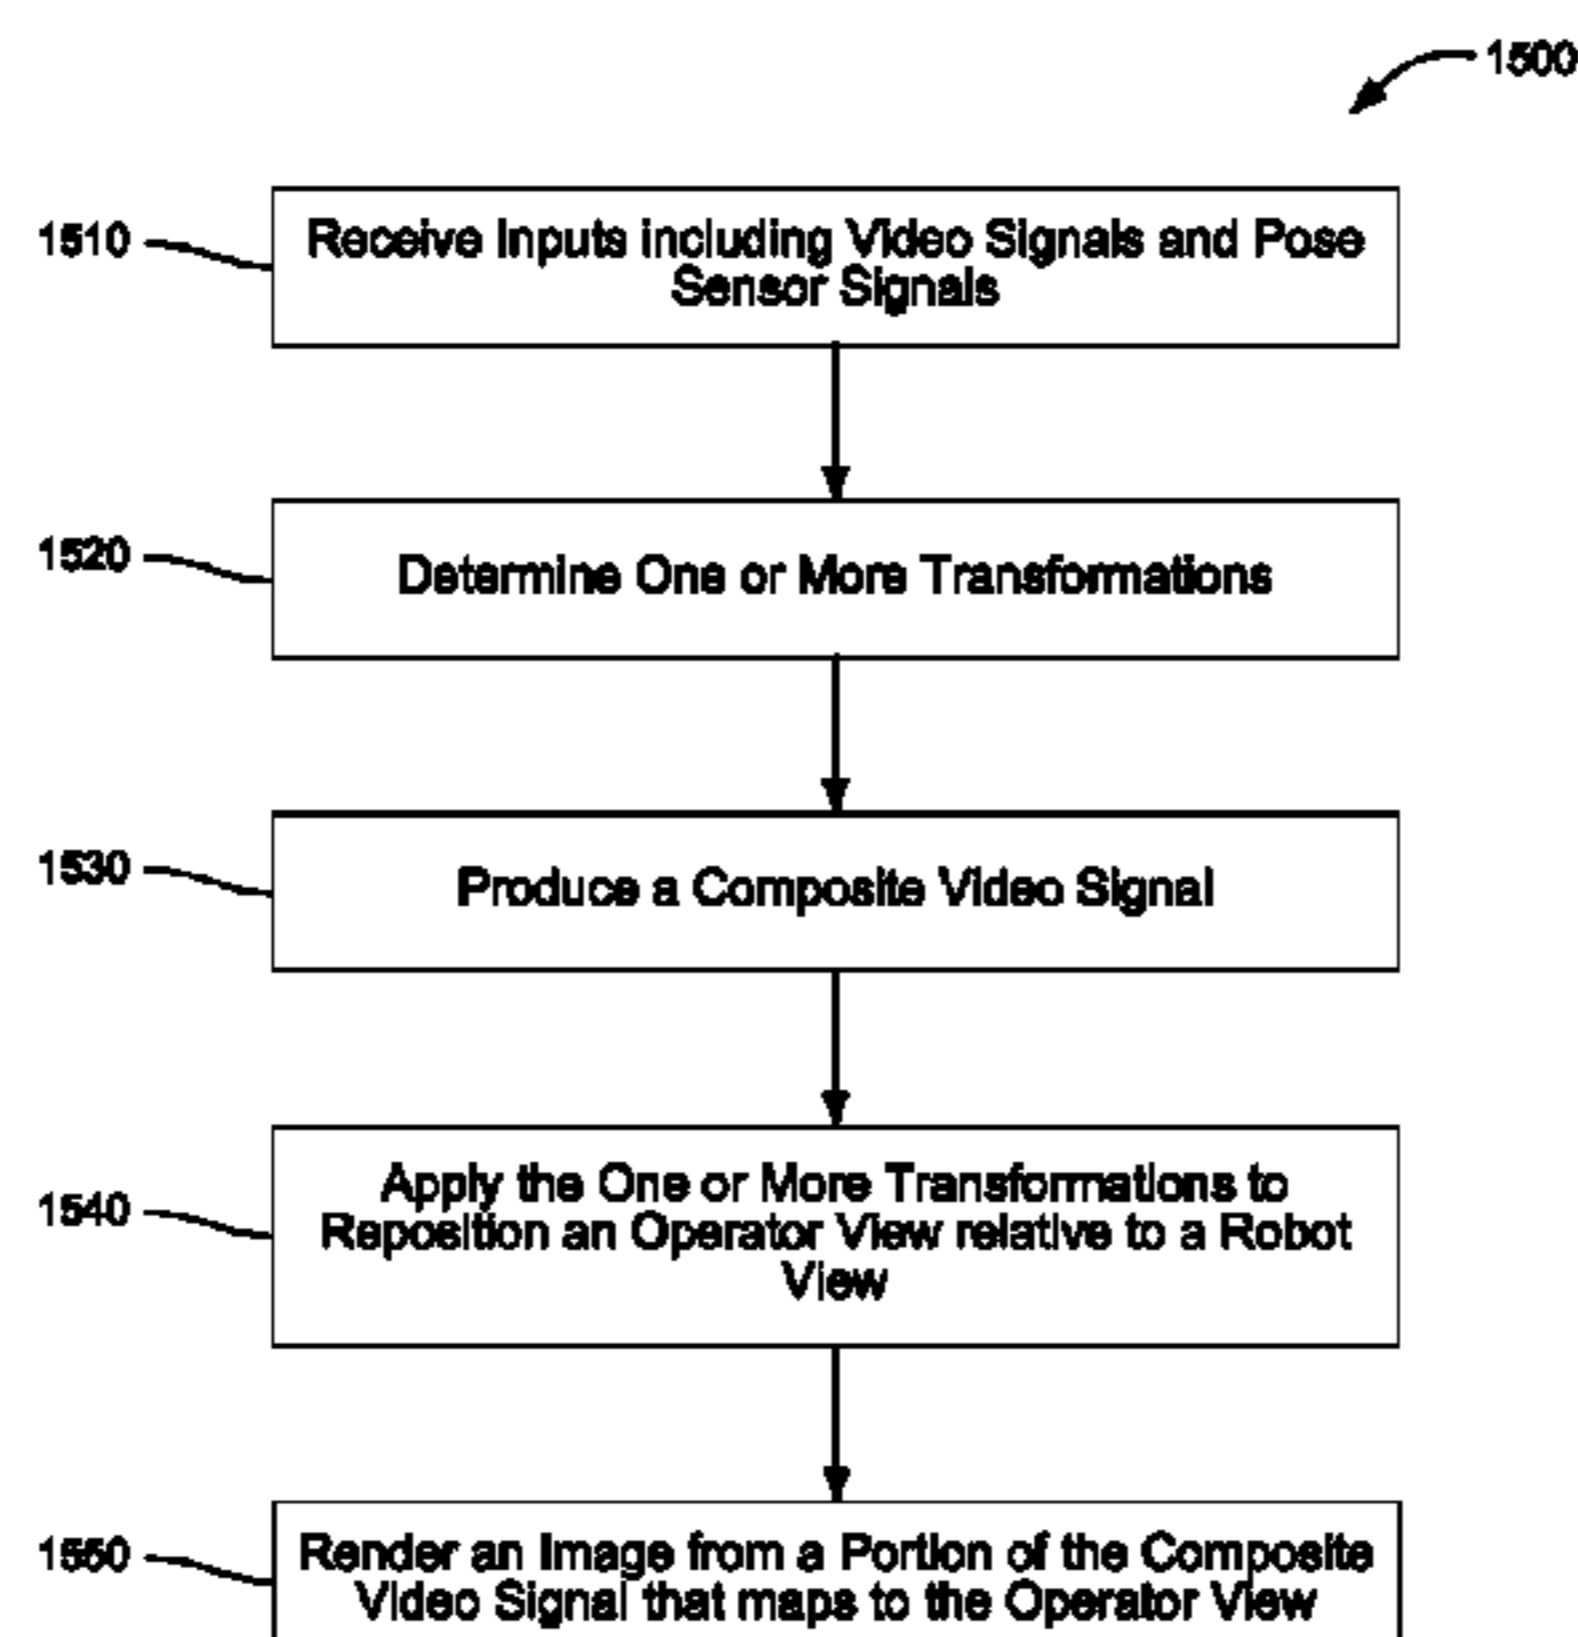 1500
1510
Receive Inputs including Video Signals and Pose
Sensor Signals
1520
Determine One or More Transformations
1530
Produce a Composite Video Signal
1540
Apply the One or More Transformations to
Reposition an Operator View relative to a Robot
View
1550
Render an Image from a Portion of the Composite
Video Signal that maps to the Operator View